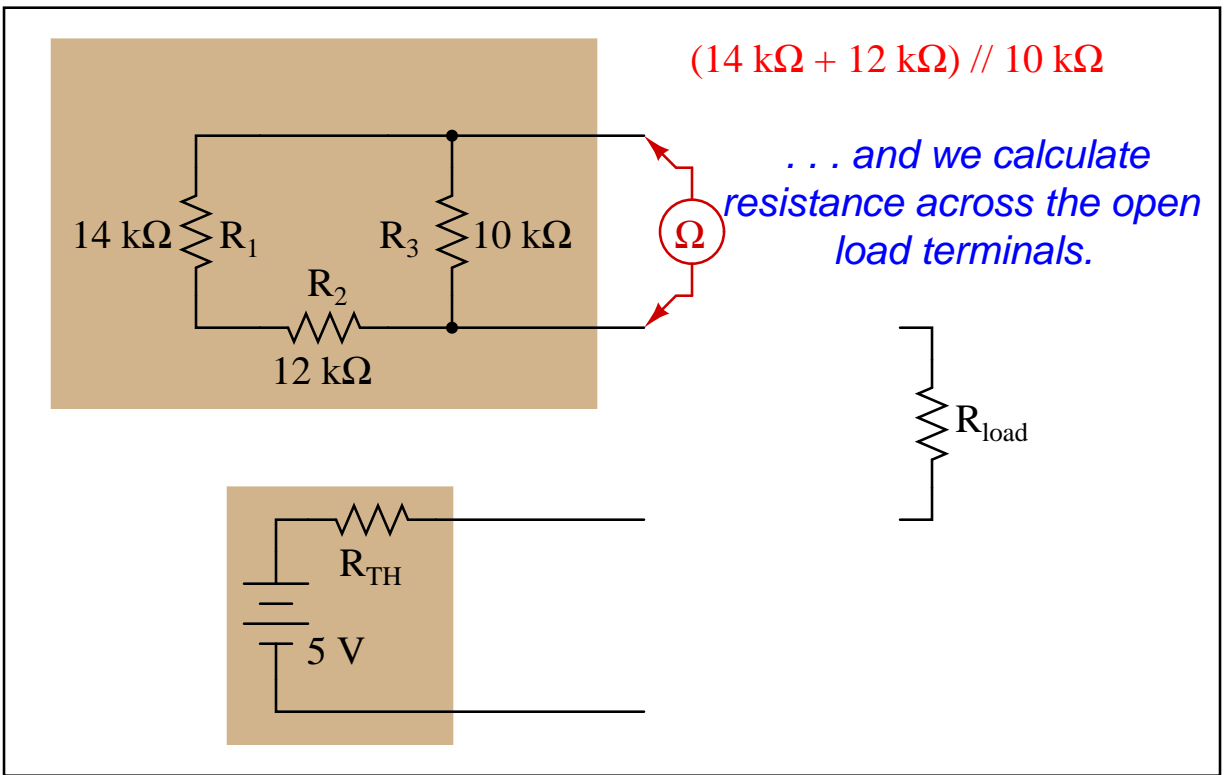 (14 kΩ + 12 kΩ) // 10 kΩ
. . . and we calculate
resistance across the open
load terminals.
14 kΩ
R1
R3
10 kΩ
Ω
R2
12 kΩ
Rload
RTH
5 V